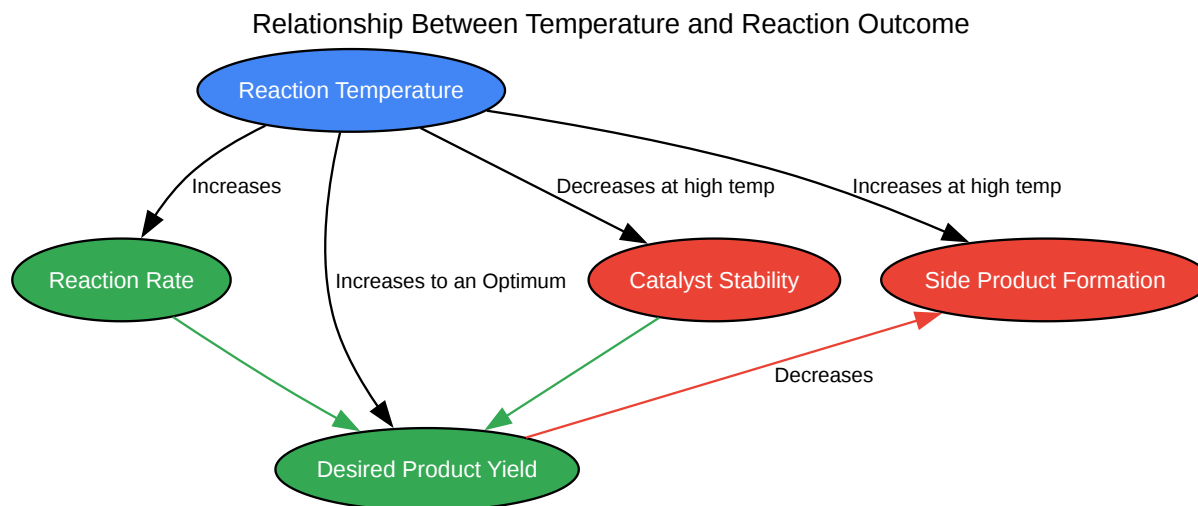 Relationship Between Temperature and Reaction Outcome
Reaction Temperature
Increases
Decreases at high temp
Increases at high temp
Reaction Rate
Increases to an Optimum
Catalyst Stability
Side Product Formation
Decreases
Desired Product Yield